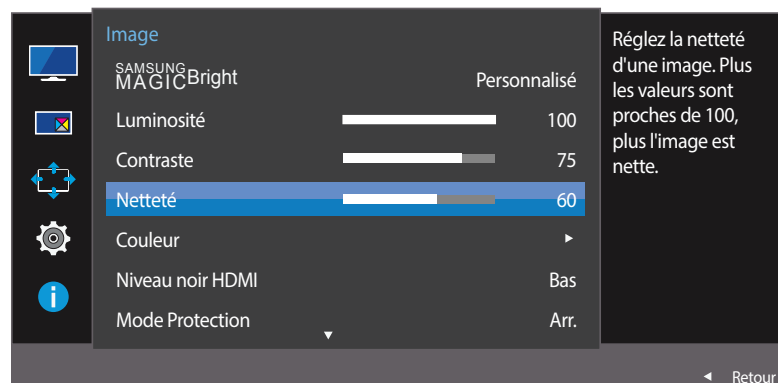 Image
SAMSUNG MAGICBright Personnalisé
Luminosité 100
Contraste 75
Netteté 60
Couleur
Niveau noir HDMI Bas
Mode Protection Arr.
Réglez la netteté
d'une image. Plus
les valeurs sont
proches de 100,
plus l'image est
nette.
Retour